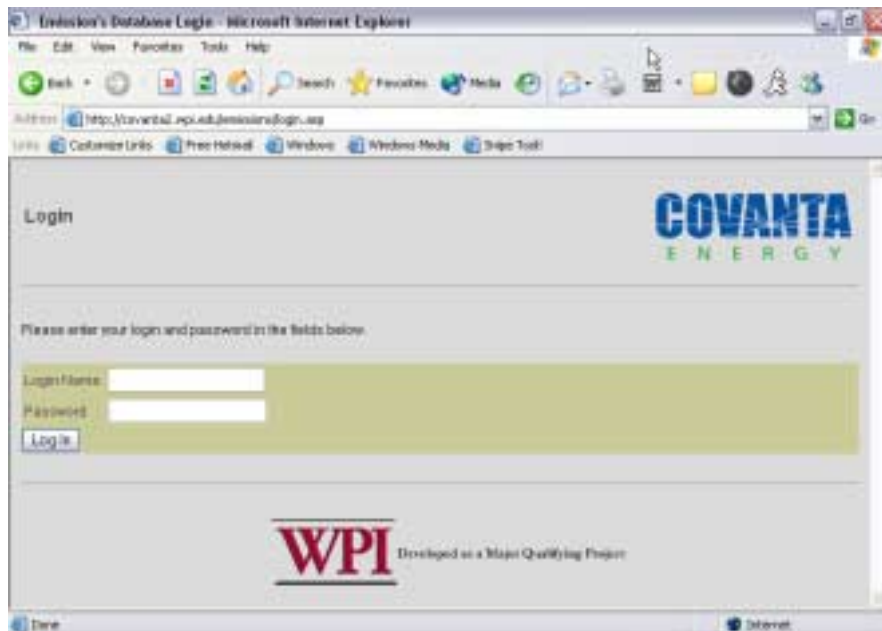 Emission's Database Login - Microsoft Internet Explorer
File Edit View Favorites Tools Help
Back Search Favorites Media
Address http://covanta2.wpi.edu/emissions/login.asp Go
Links Customize Links Free Hotmail Windows Windows Media Snipe Tool!
Login
COVANTA
ENERGY
Please enter your login and password in the fields below.
Login Name
Password
Log In
WPI Developed as a Major Qualifying Project
Done Internet